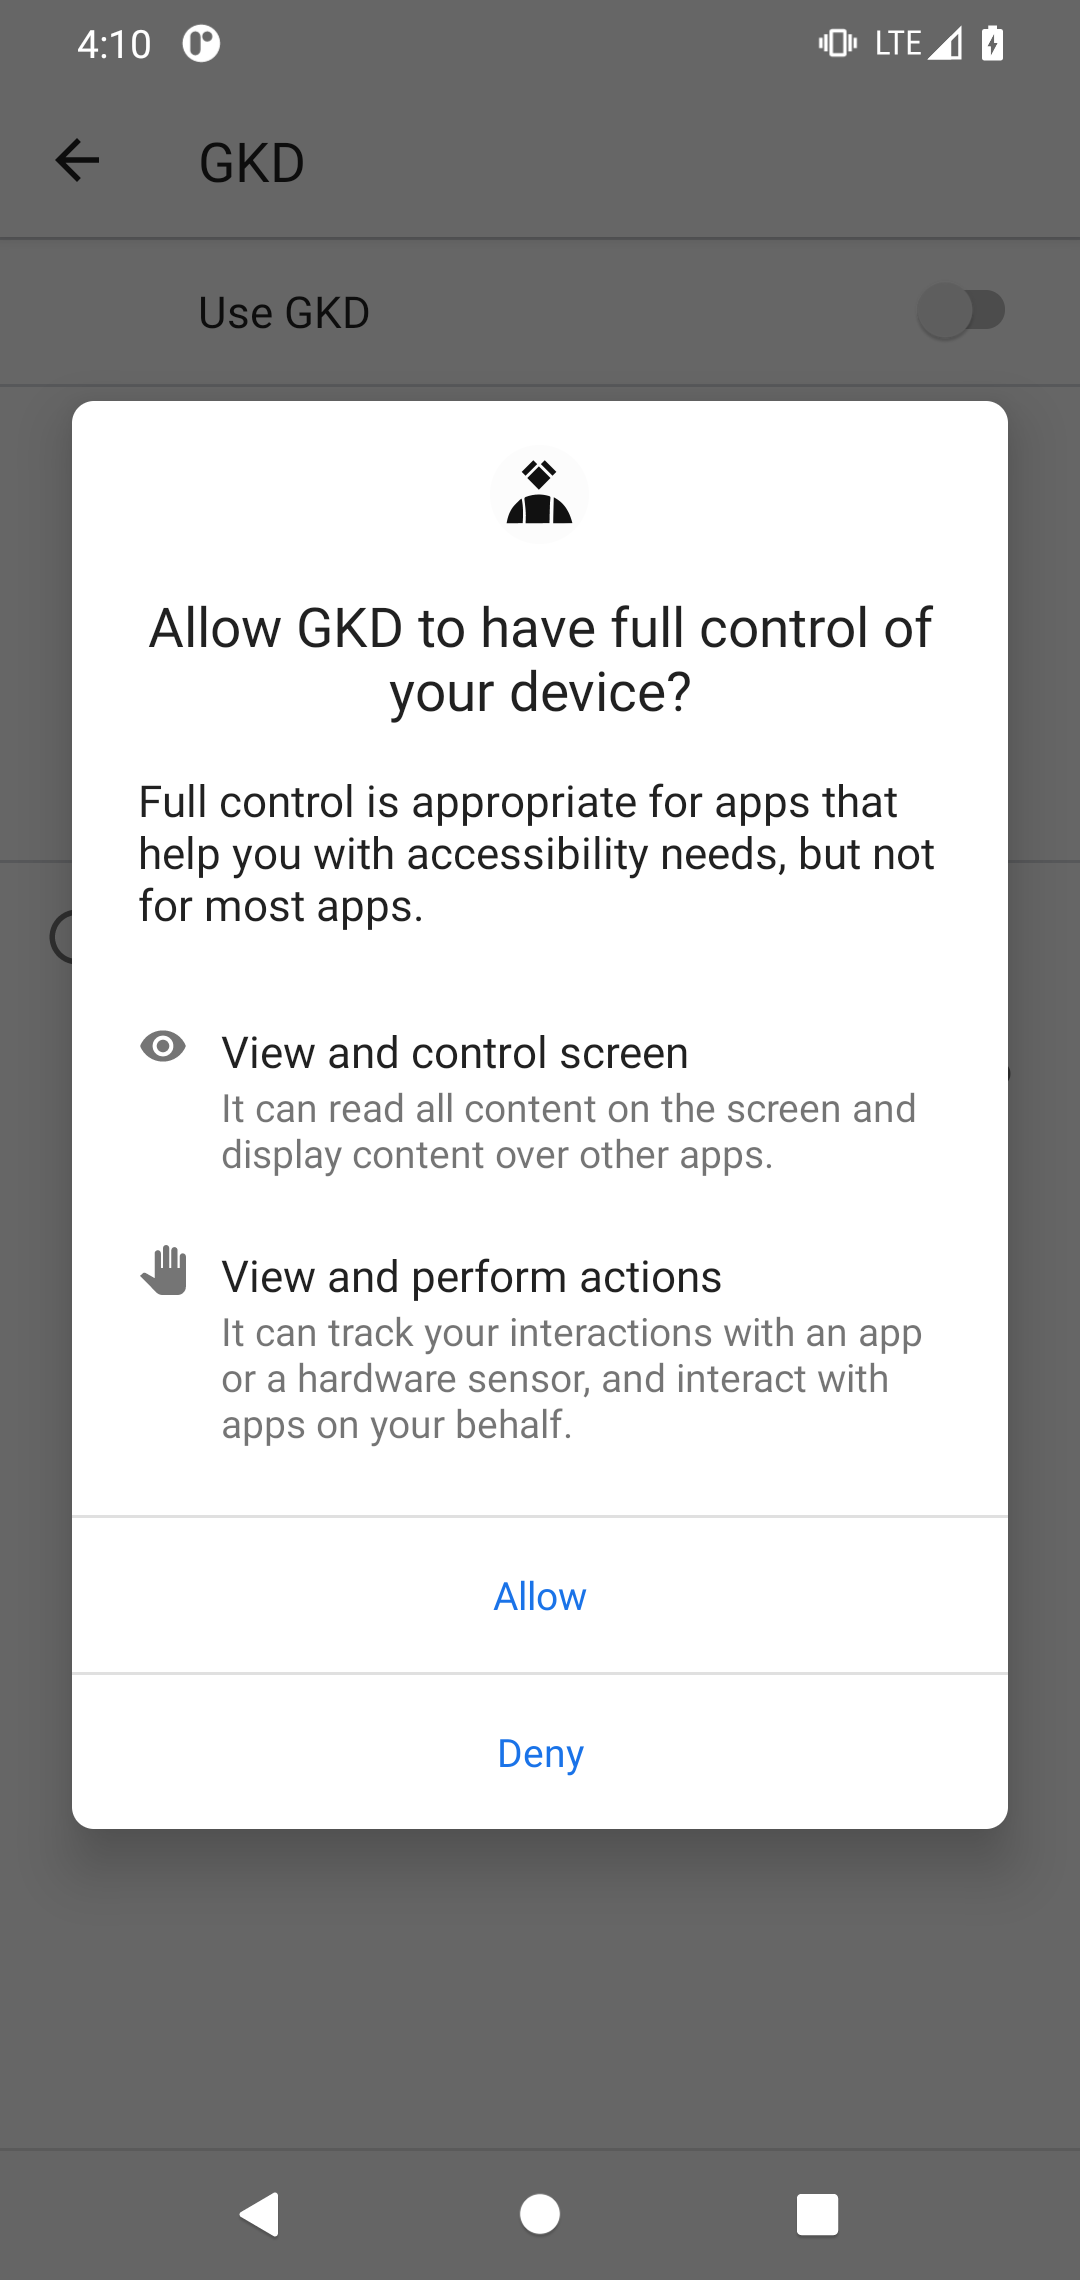 4:10
LTE
GKD
Use GKD
Allow GKD to have full control of
your device?
Full control is appropriate for apps that
help you with accessibility needs, but not
for most apps.
View and control screen
It can read all content on the screen and
display content over other apps.
View and perform actions
It can track your interactions with an app
or a hardware sensor, and interact with
apps on your behalf.
Allow
Deny